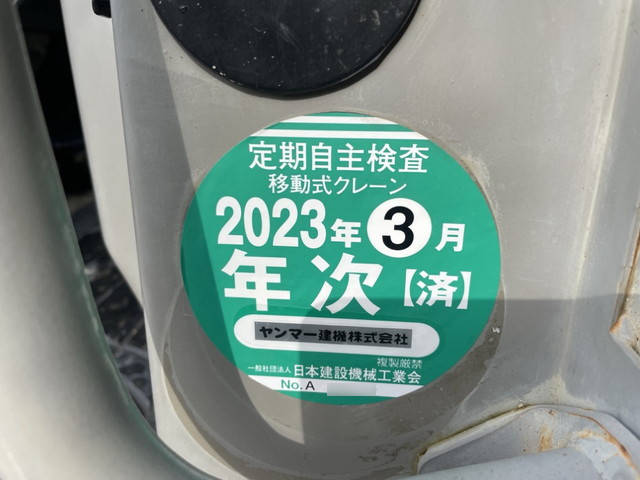 定期自主検査
移動式クレーン
2023年3月
年次【済】
ヤンマー建機株式会社
複製厳禁
一般社団法人 日本建設機械工業会
No. A